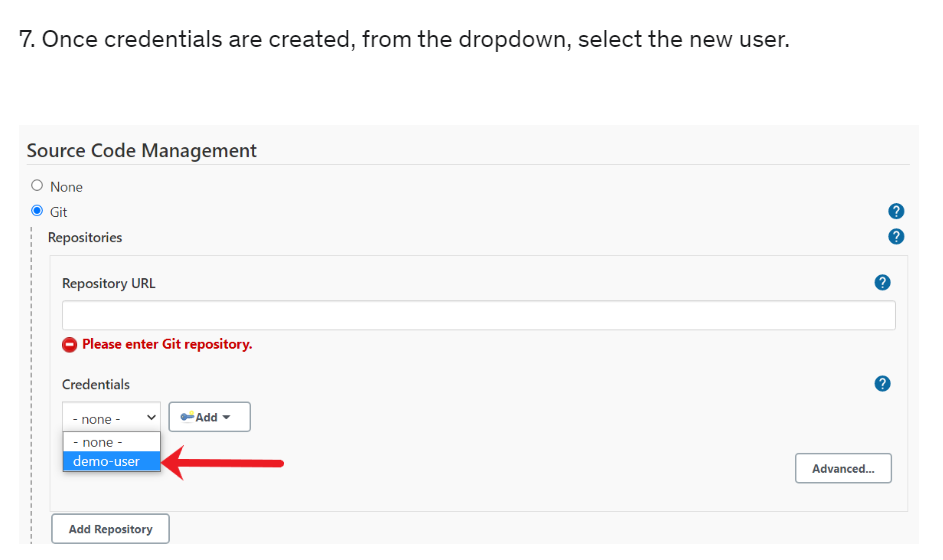 7. Once credentials are created, from the dropdown, select the new user.
Source Code Management
None
Git
?
Repositories
?
Repository URL
?
Please enter Git repository.
Credentials
?
- none -
Add
- none -
demo-user
Advanced...
Add Repository